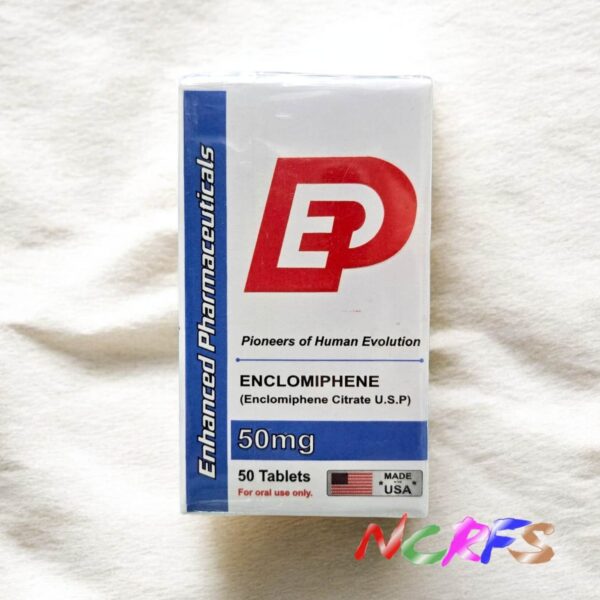 Enhanced Pharmaceuticals
EP
Pioneers of Human Evolution
ENCLOMIPHENE
(Enclomiphene Citrate U.S.P)
50mg
50 Tablets
For oral use only.
MADE
USA
NCRFS